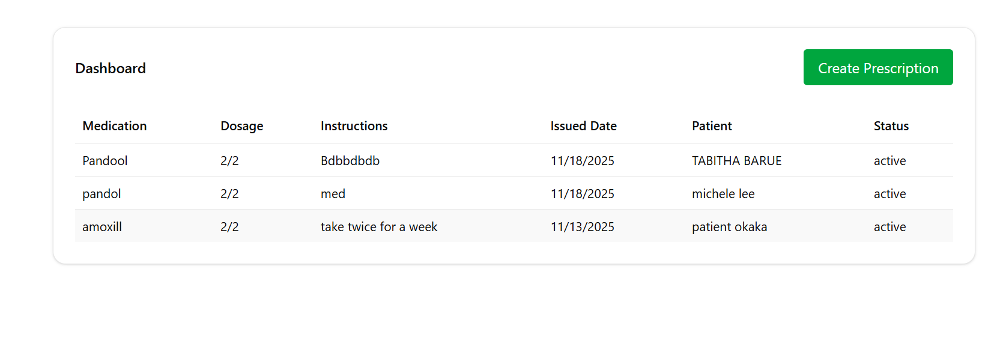 Dashboard
Create Prescription
Medication Dosage Instructions Issued Date Patient Status
Pandool 2/2 Bdbbdbdb 11/18/2025 TABITHA BARUE active
pandol 2/2 med 11/18/2025 michele lee active
amoxill 2/2 take twice for a week 11/13/2025 patient okaka active